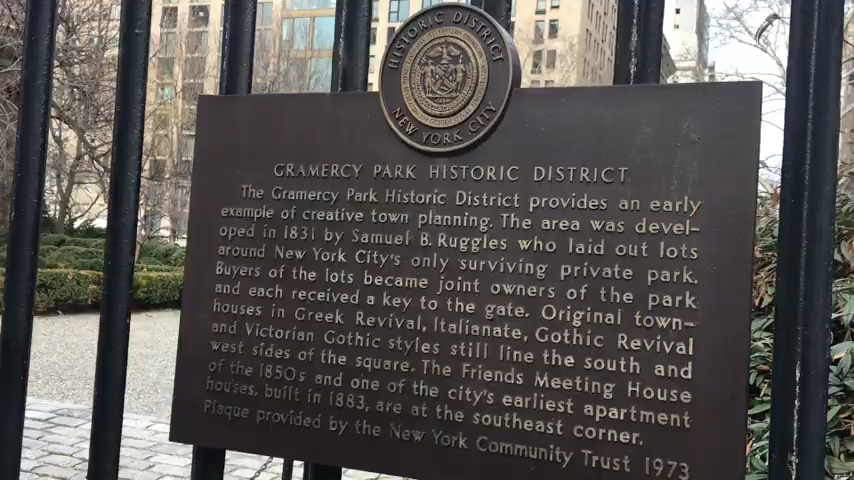 HISTORIC DISTRICT
NEW YORK CITY
GRAMERCY PARK HISTORIC DISTRICT
The Gramercy Park Historic District provides an early
example of creative town planning. The area was devel-
oped in 1831 by Samuel B. Ruggles who laid out lots
around New York City's only surviving private park.
Buyers of the lots became joint owners of the park
and each received a key to the gate. Original town-
houses in Greek Revival, Italianate, Gothic Revival
and Victorian Gothic styles still line the south and
west sides of the square. The Friends Meeting House
of the 1850s and one of the city's earliest apartment
houses, built in 1883, are at the southeast corner.
Plaque provided by the New York Community Trust 1973